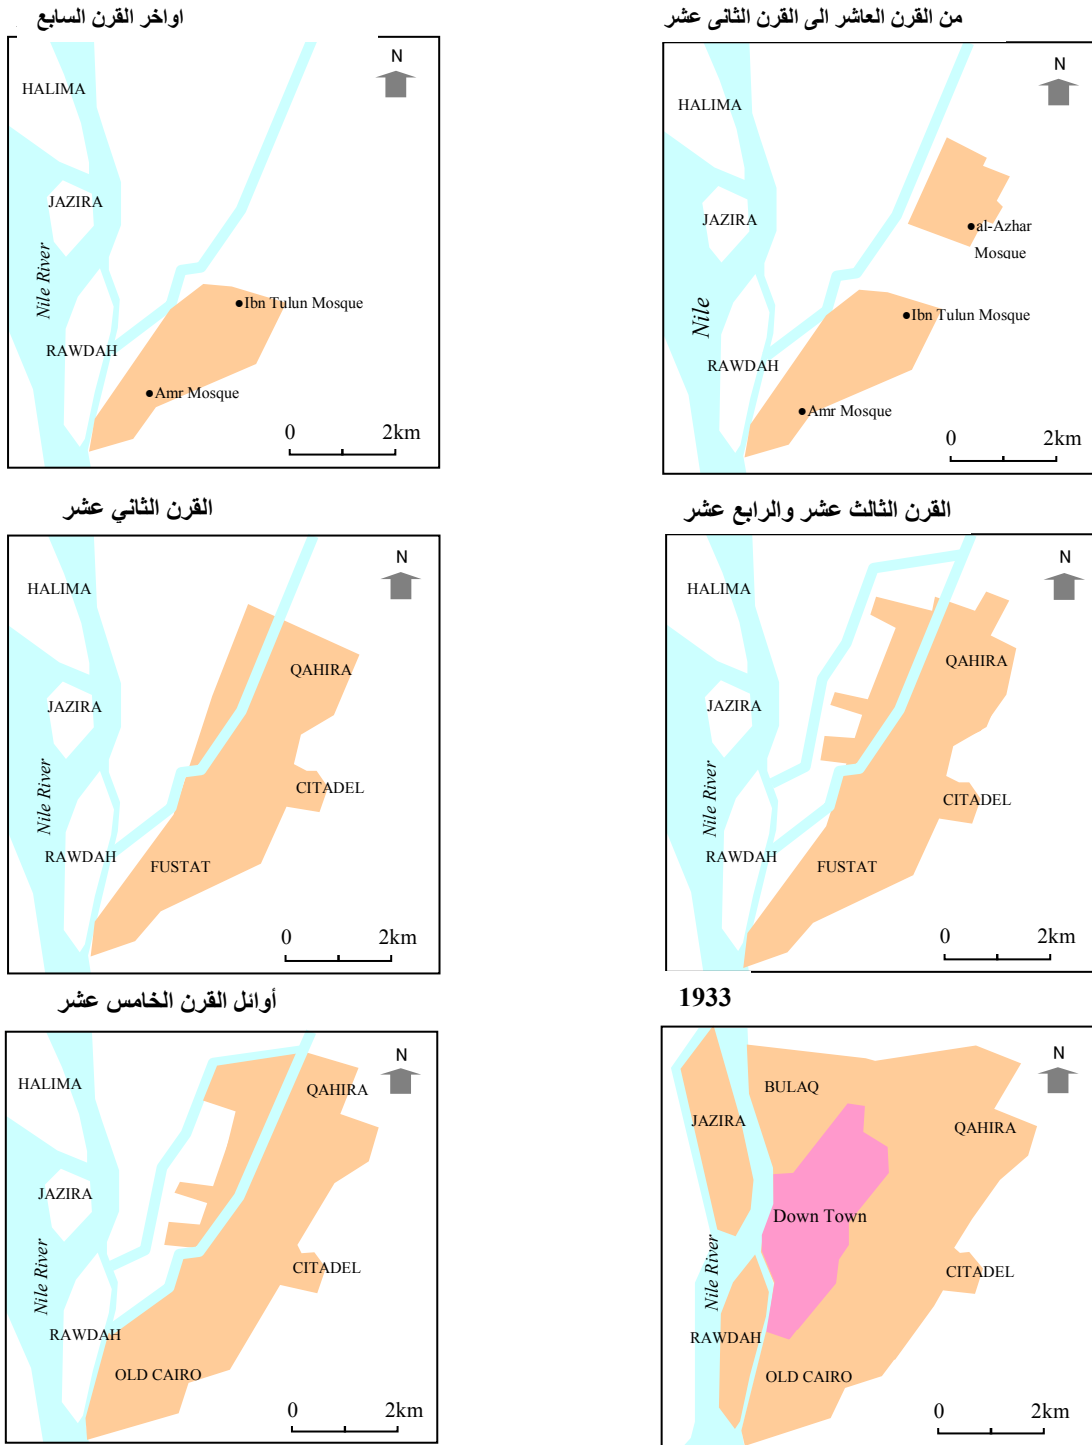 اواخر القرن السابع
N
HALIMA
JAZIRA
Nile River
Ibn Tulun Mosque
RAWDAH
Amr Mosque
0 2km
من القرن العاشر الى القرن الثانى عشر
N
HALIMA
JAZIRA
al-Azhar
Mosque
Nile
Ibn Tulun Mosque
RAWDAH
Amr Mosque
0 2km
القرن الثاني عشر
N
HALIMA
QAHIRA
JAZIRA
Nile River
CITADEL
RAWDAH
FUSTAT
0 2km
القرن الثالث عشر والرابع عشر
N
HALIMA
QAHIRA
JAZIRA
Nile River
CITADEL
RAWDAH
FUSTAT
0 2km
أوائل القرن الخامس عشر
N
HALIMA
QAHIRA
JAZIRA
Nile River
CITADEL
RAWDAH
OLD CAIRO
0 2km
1933
N
BULAQ
JAZIRA
QAHIRA
Down Town
Nile River
CITADEL
RAWDAH
OLD CAIRO
0 2km